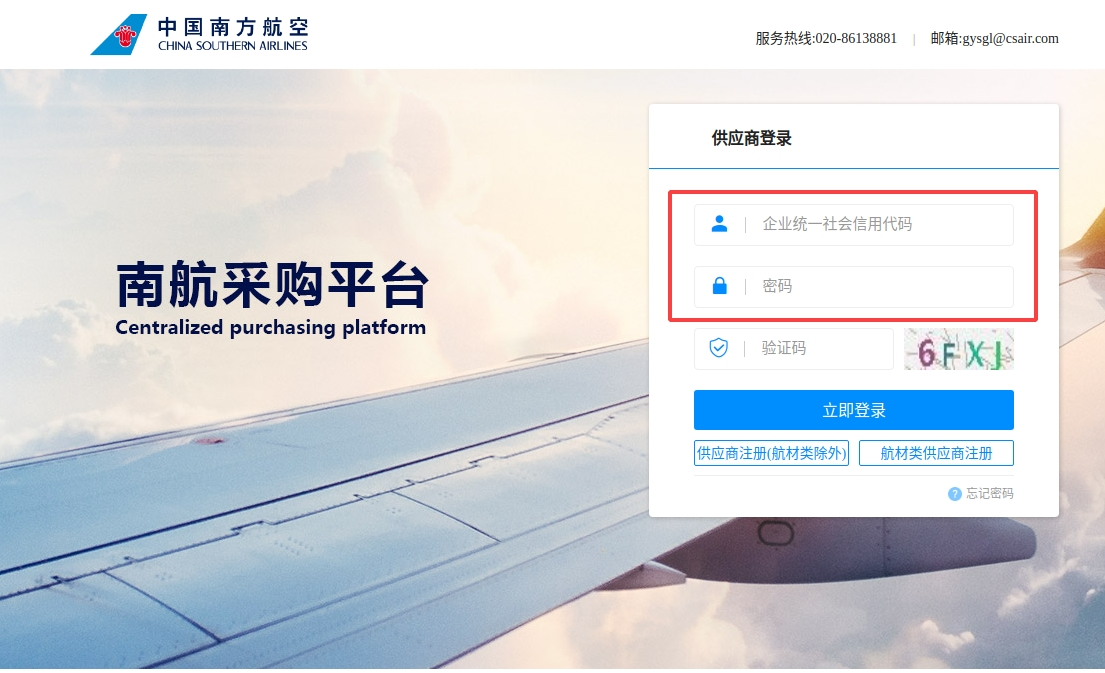 中国南方航空
CHINA SOUTHERN AIRLINES
服务热线:020-86138881 | 邮箱:gysgl@csair.com
南航采购平台
Centralized purchasing platform
供应商登录
企业统一社会信用代码
密码
验证码
6FXJ
立即登录
供应商注册(航材类除外)
航材类供应商注册
? 忘记密码